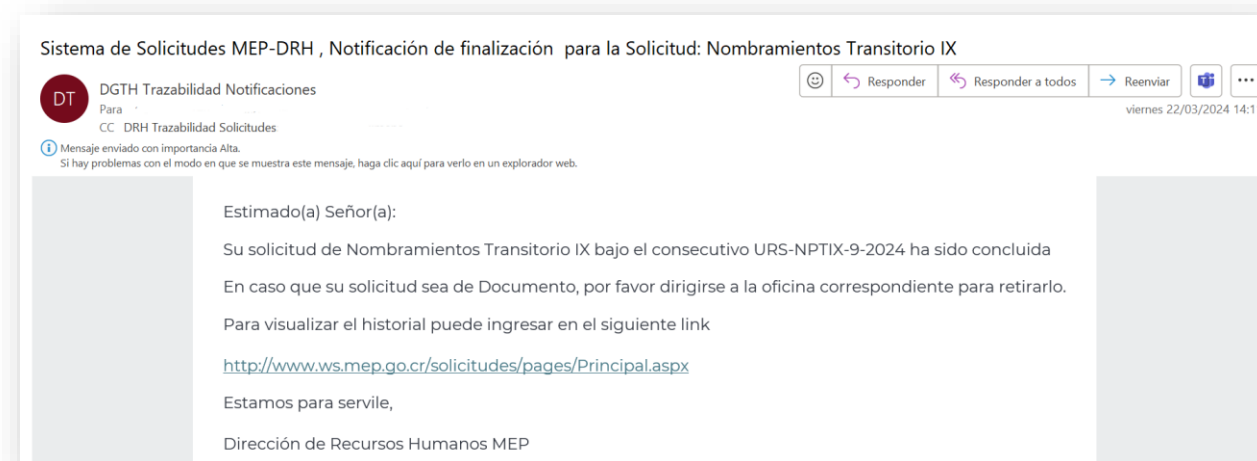 Sistema de Solicitudes MEP-DRH , Notificación de finalización para la Solicitud: Nombramientos Transitorio IX
DT
DGTH Trazabilidad Notificaciones
Responder
Responder a todos
Reenviar
Para
viernes 22/03/2024 14:1
CC DRH Trazabilidad Solicitudes
Mensaje enviado con importancia Alta.
Si hay problemas con el modo en que se muestra este mensaje, haga clic aquí para verlo en un explorador web.
Estimado(a) Señor(a):
Su solicitud de Nombramientos Transitorio IX bajo el consecutivo URS-NPTIX-9-2024 ha sido concluida
En caso que su solicitud sea de Documento, por favor dirigirse a la oficina correspondiente para retirarlo.
Para visualizar el historial puede ingresar en el siguiente link
http://www.ws.mep.go.cr/solicitudes/pages/Principal.aspx
Estamos para servile,
Dirección de Recursos Humanos MEP